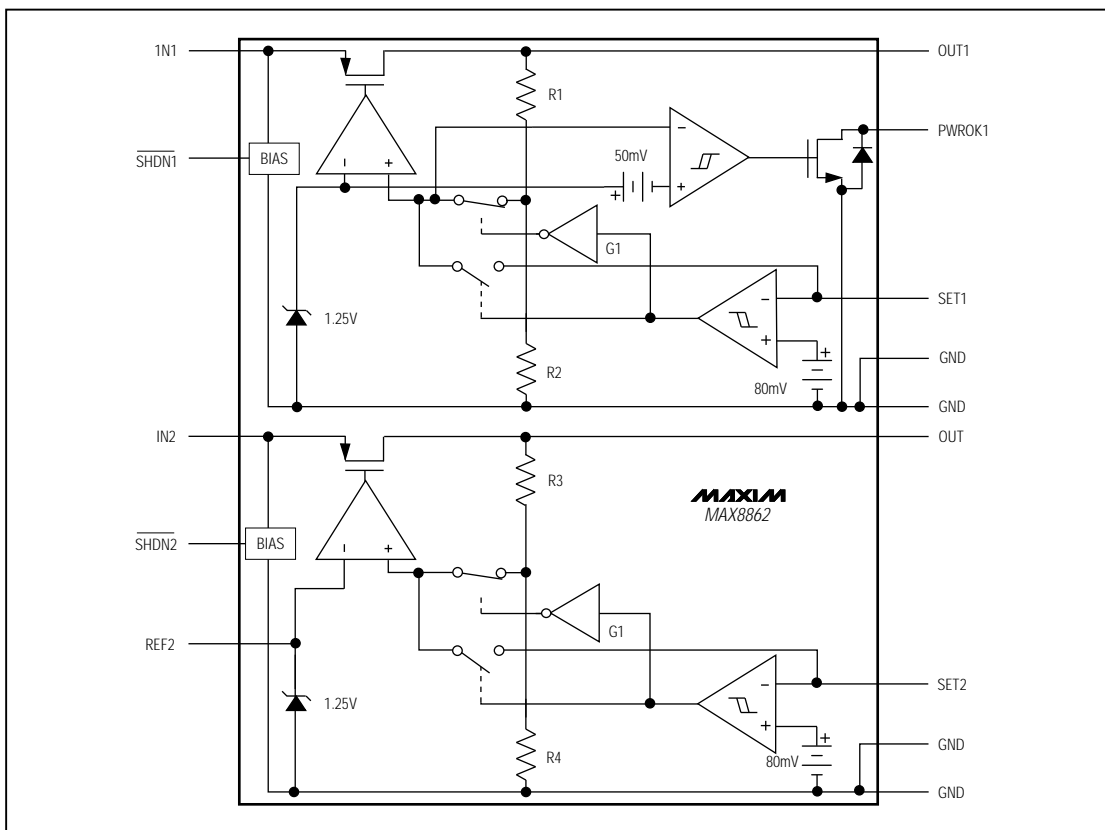 1N1
OUT1
R1
PWROK1
SHDN1
BIAS
50mV
−
+
−
+
+
G1
SET1
1.25V
−
+
+
GND
R2
80mV
GND
IN2
OUT
R3
MAXIM
MAX8862
SHDN2
BIAS
−
+
G1
REF2
SET2
1.25V
−
+
+
GND
R4
80mV
GND